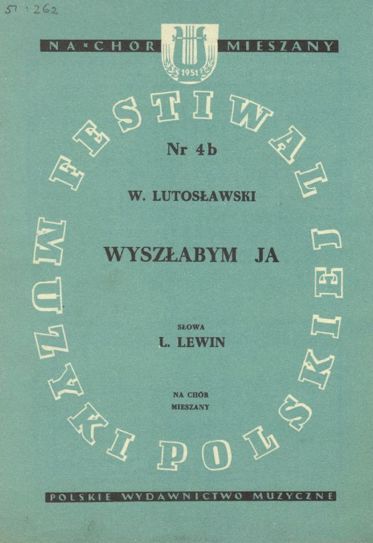 51:262
NA CHÓR MIESZANY
1951
FESTIWAL MUZYKI POLSKIEJ
Nr 4b
W. LUTOSŁAWSKI
WYSZŁABYM JA
SŁOWA
L. LEWIN
NA CHÓR
MIESZANY
POLSKIE WYDAWNICTWO MUZYCZNE